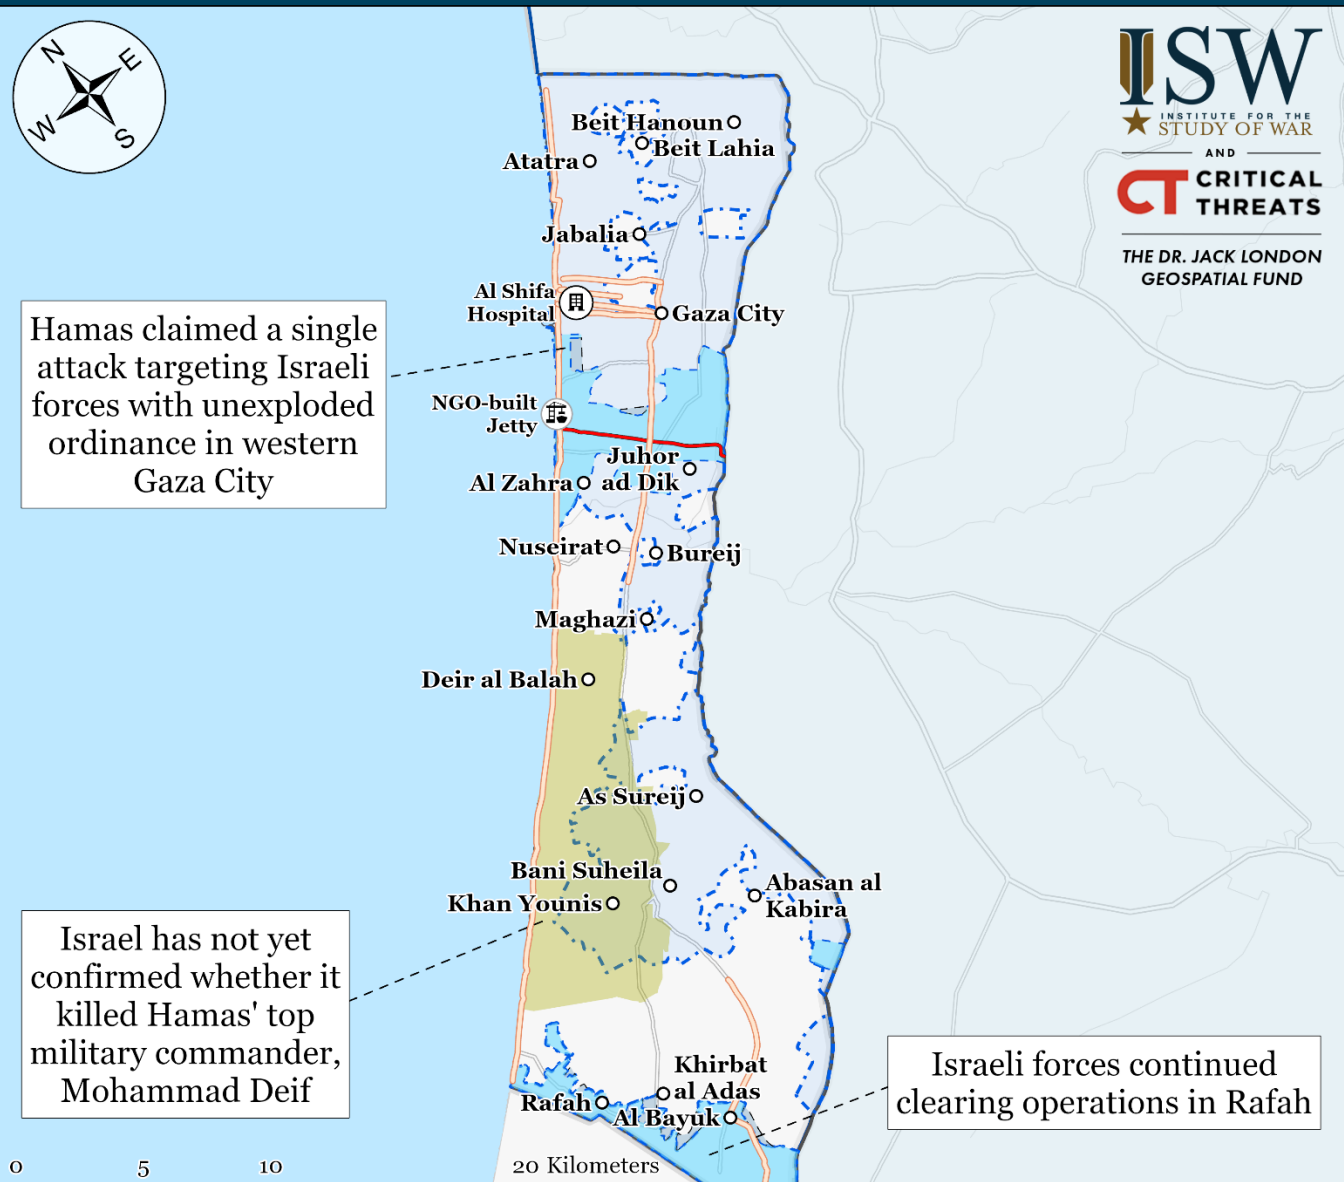 N
E
W
S
ISW
INSTITUTE FOR THE
STUDY OF WAR
AND
CT CRITICAL
THREATS
THE DR. JACK LONDON
GEOSPATIAL FUND
Beit Hanoun
Beit Lahia
Atatra
Jabalia
Al Shifa
Hospital
Gaza City
Hamas claimed a single
attack targeting Israeli
forces with unexploded
ordinance in western
Gaza City
NGO-built
Jetty
Juhor
ad Dik
Al Zahra
Nuseirat
Bureij
Maghazi
Deir al Balah
As Sureij
Bani Suheila
Khan Younis
Abasan al
Kabira
Israel has not yet
confirmed whether it
killed Hamas' top
military commander,
Mohammad Deif
Khirbat
al Adas
Rafah
Al Bayuk
Israeli forces continued
clearing operations in Rafah
0 5 10 20 Kilometers